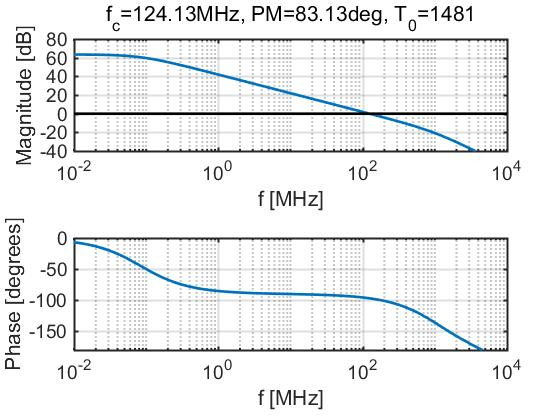 f_c=124.13MHz, PM=83.13deg, T_0=1481
Magnitude [dB]
80
60
40
20
0
-20
-40
10^-2 10^0 10^2 10^4
f [MHz]
Phase [degrees]
0
-50
-100
-150
10^-2 10^0 10^2 10^4
f [MHz]